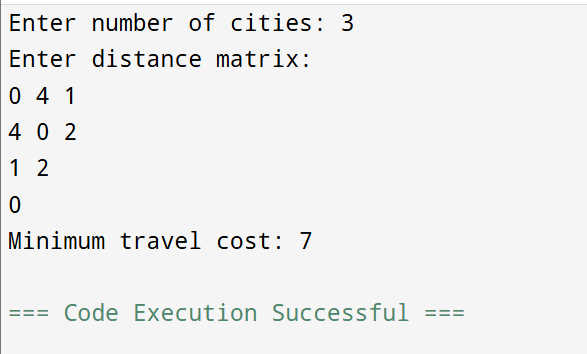 Enter number of cities: 3
Enter distance matrix:
0 4 1
4 0 2
1 2
0
Minimum travel cost: 7
=== Code Execution Successful ===